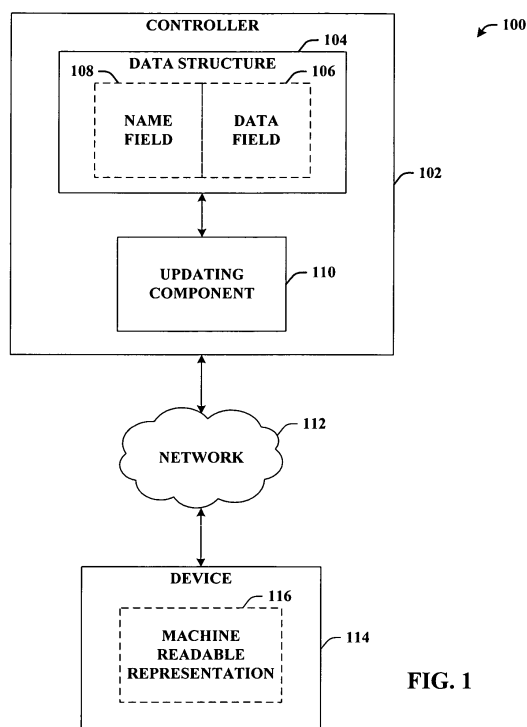 CONTROLLER
100
104
DATA STRUCTURE
108
106
NAME
FIELD
DATA
FIELD
102
UPDATING
COMPONENT
110
NETWORK
112
DEVICE
116
MACHINE
READABLE
REPRESENTATION
114
FIG. 1